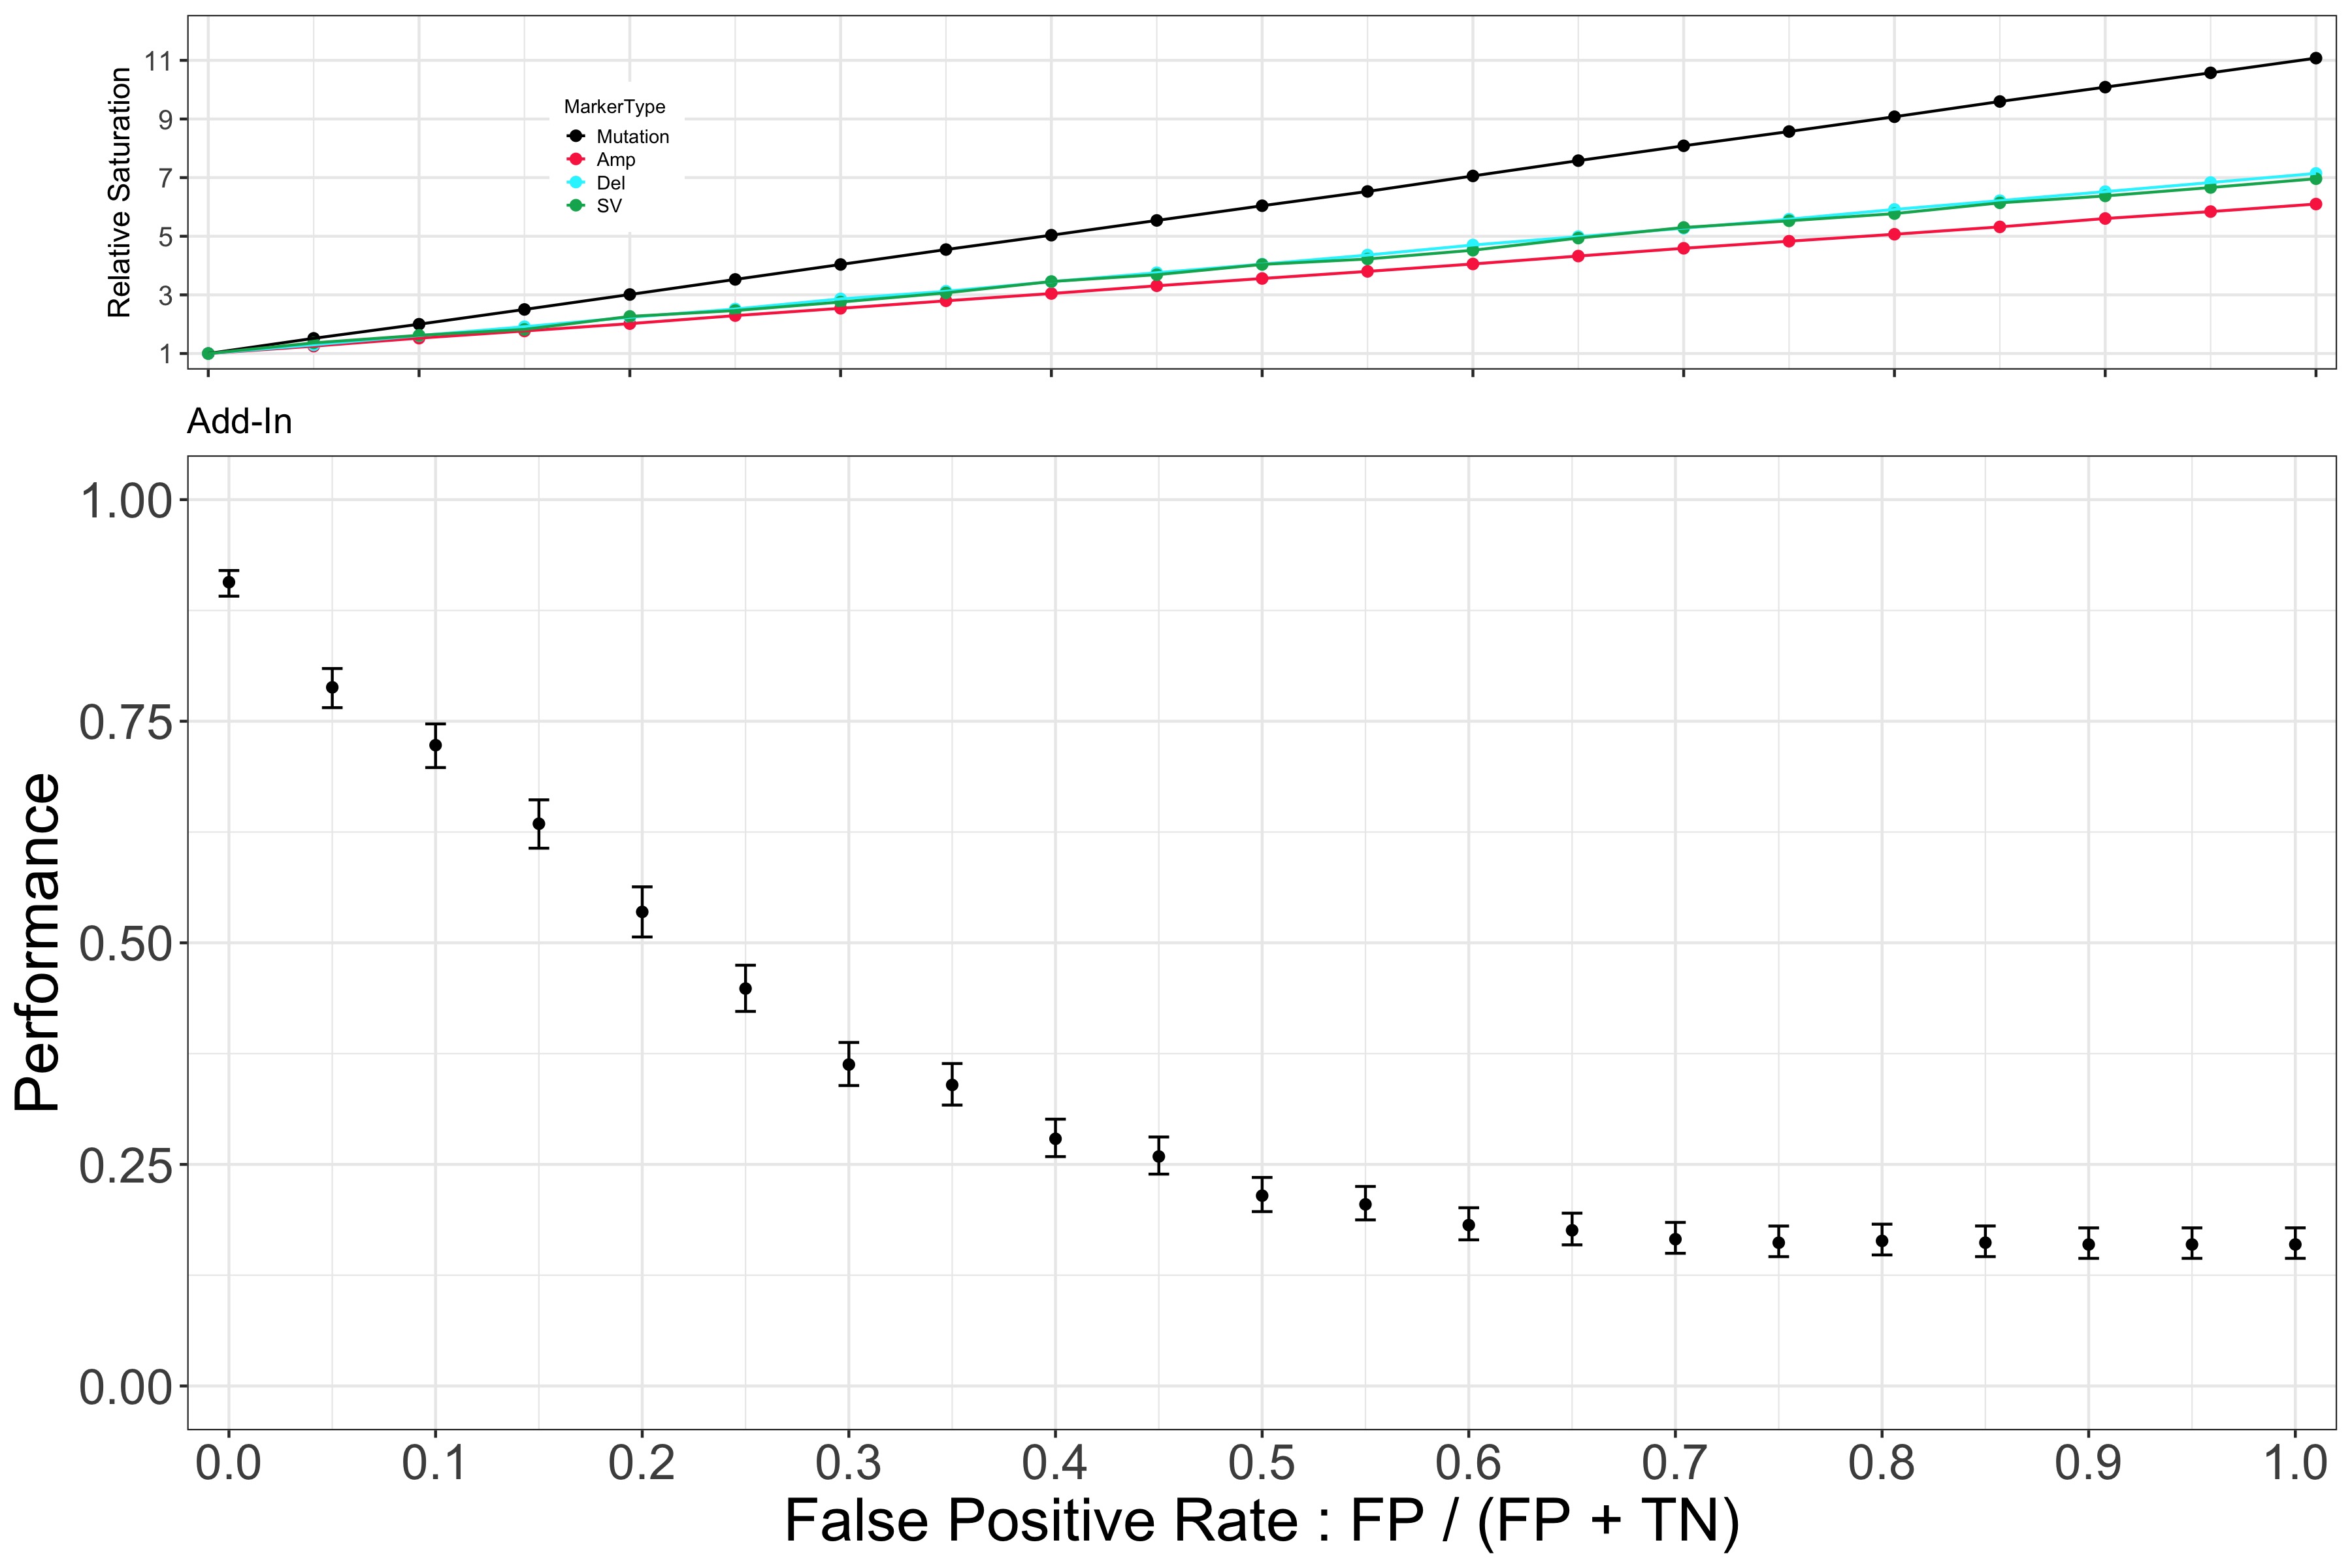 Relative Saturation
11
9
7
5
3
1
MarkerType
Mutation
Amp
Del
SV
Add-In
Performance
1.00
0.75
0.50
0.25
0.00
0.0 0.1 0.2 0.3 0.4 0.5 0.6 0.7 0.8 0.9 1.0
False Positive Rate : FP / (FP + TN)